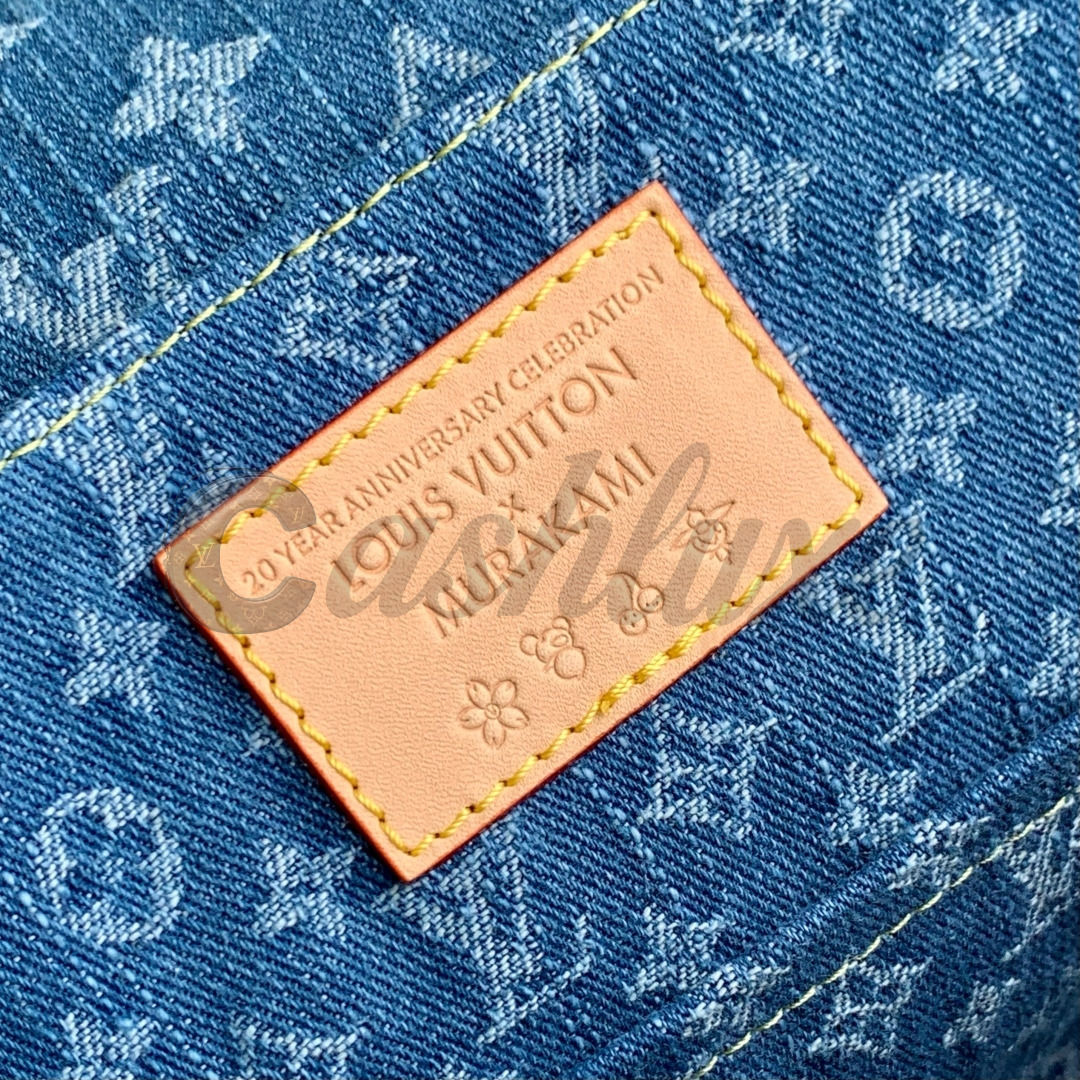 20 YEAR ANNIVERSARY CELEBRATION
LOUIS VUITTON
X
MURAKAMI
Cashlux